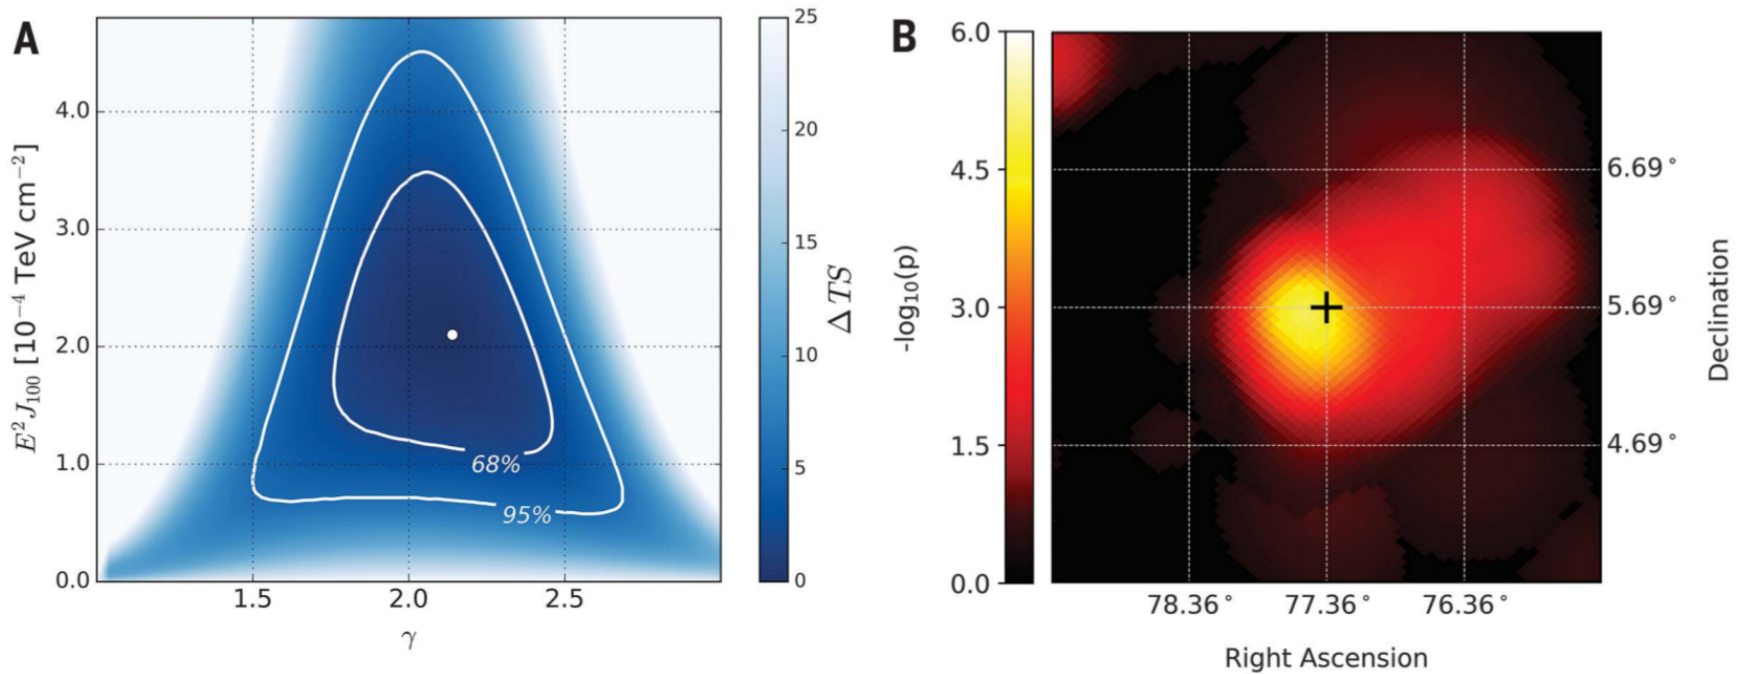 A
E² J₁₀₀ [10⁻⁴ TeV cm⁻²]
4.0
3.0
2.0
1.0
0.0
1.5 2.0 2.5
γ
68%
95%
25
20
15
10
5
0
Δ TS
B
-log₁₀(p)
6.0
4.5
3.0
1.5
0.0
78.36° 77.36° 76.36°
Right Ascension
6.69°
5.69°
4.69°
Declination